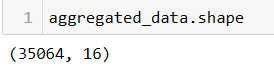 1 aggregated_data.shape
(35064, 16)